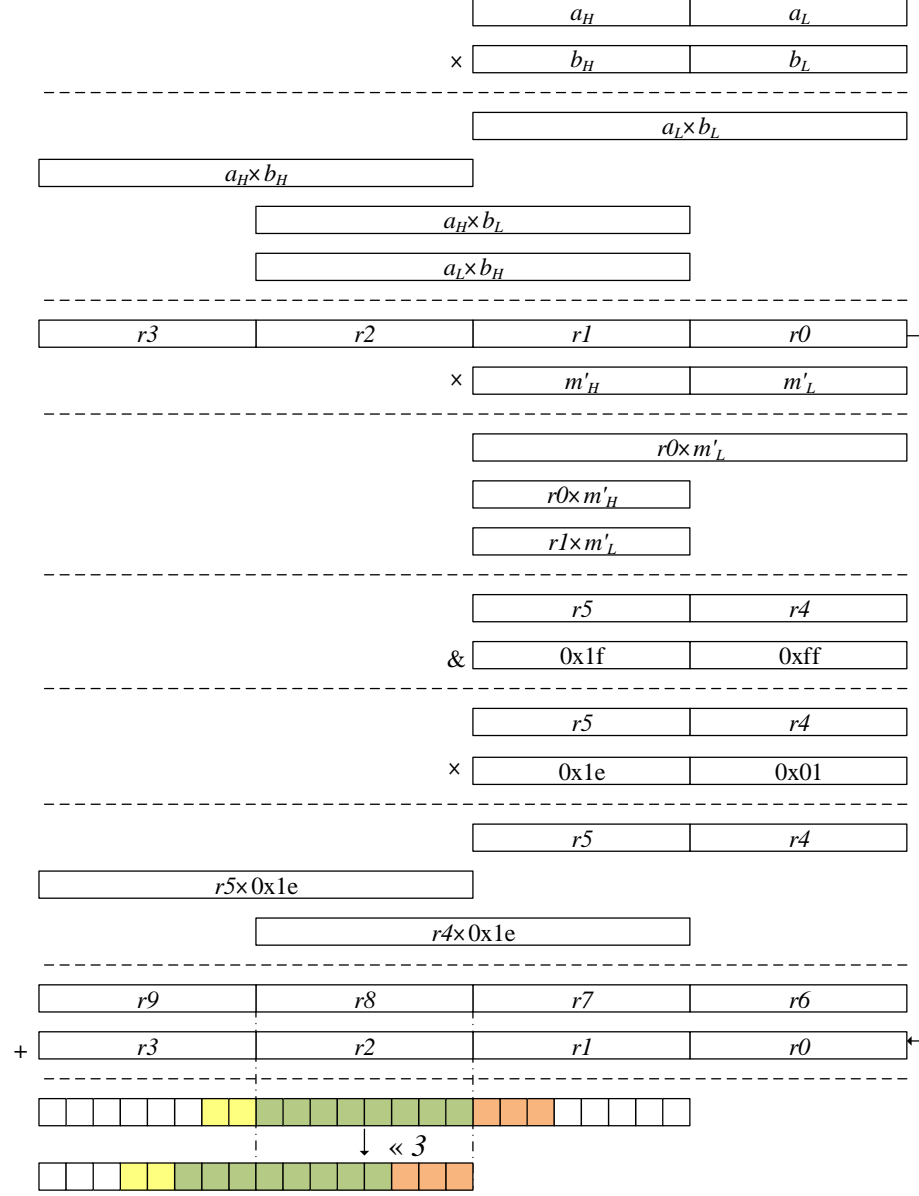 a_H a_L
× b_H b_L
a_L×b_L
a_H×b_H
a_H×b_L
a_L×b_H
r3 r2 r1 r0
× m'_H m'_L
r0×m'_L
r0×m'_H
r1×m'_L
r5 r4
& 0x1f 0xff
r5 r4
× 0x1e 0x01
r5 r4
r5×0x1e
r4×0x1e
r9 r8 r7 r6
+ r3 r2 r1 r0
« 3